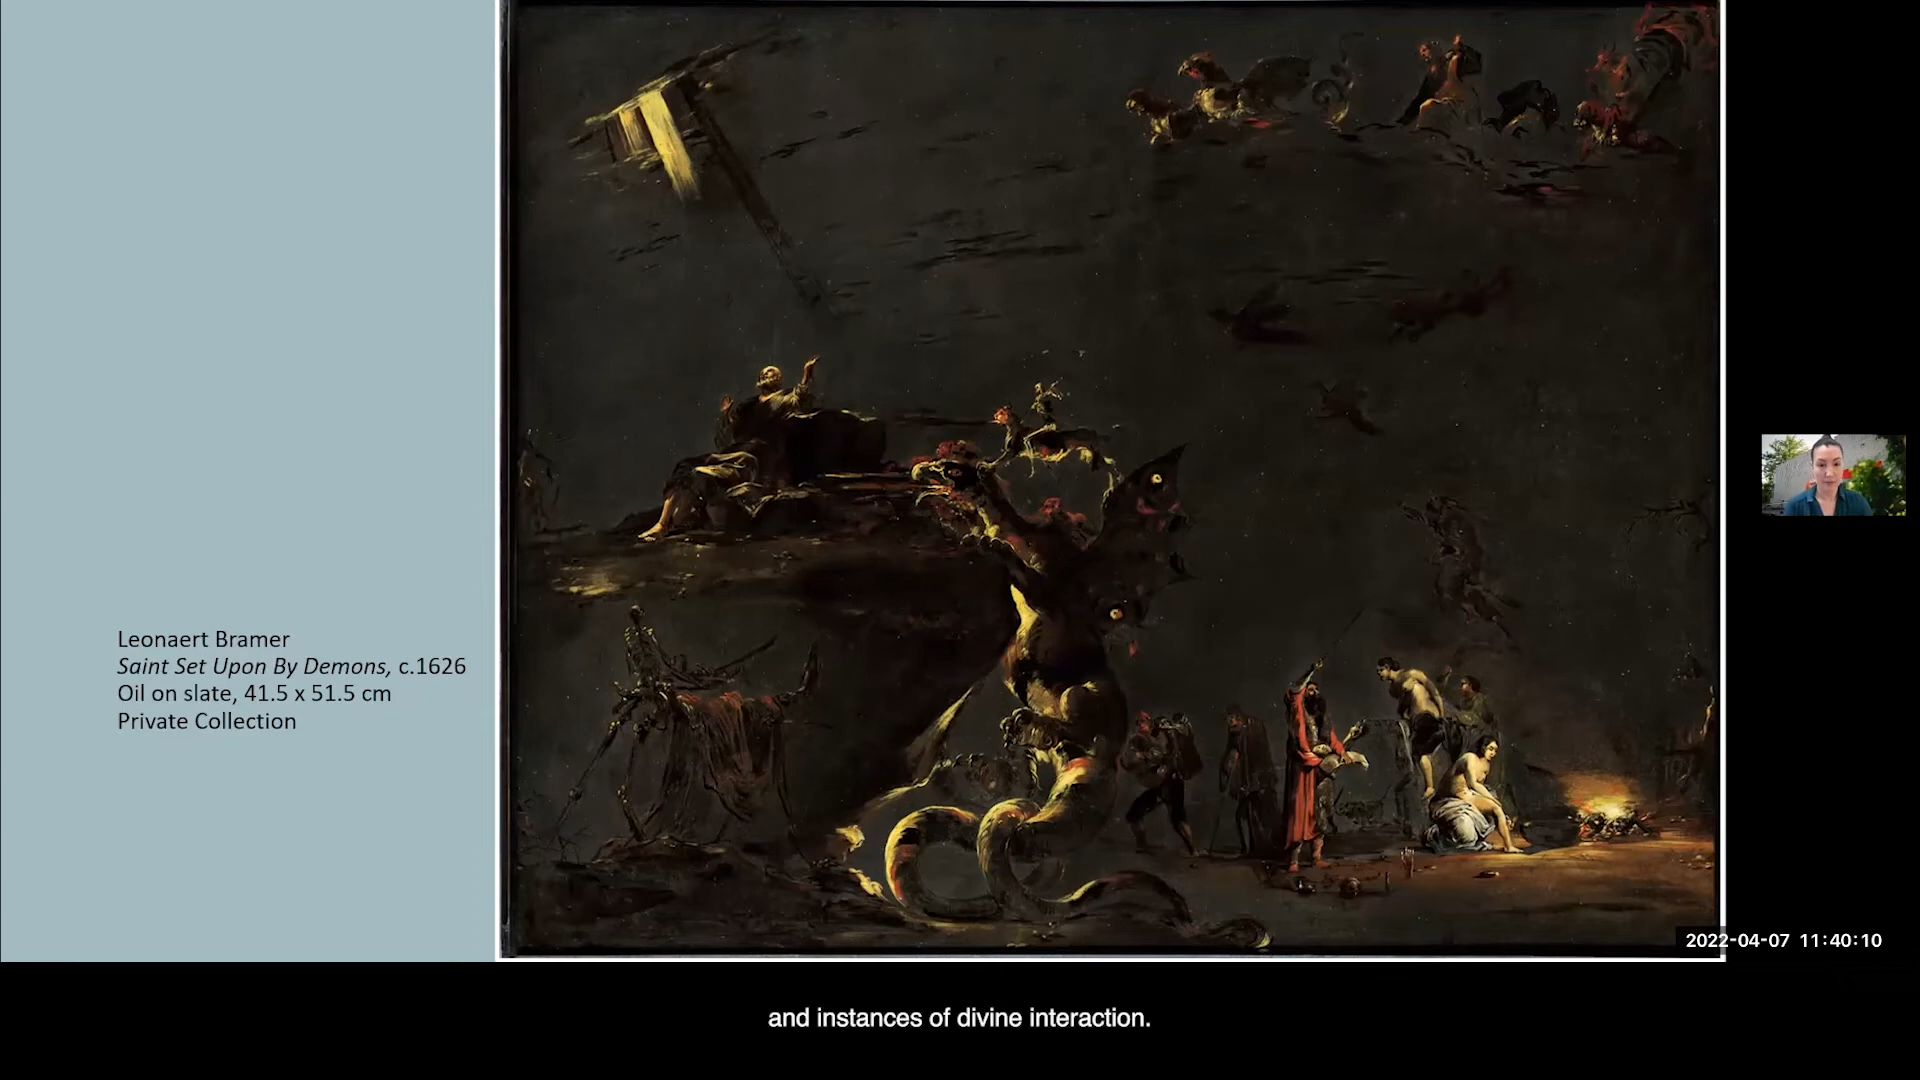 Leonaert Bramer
Saint Set Upon By Demons, c.1626
Oil on slate, 41.5 x 51.5 cm
Private Collection
2022-04-07 11:40:10
and instances of divine interaction.